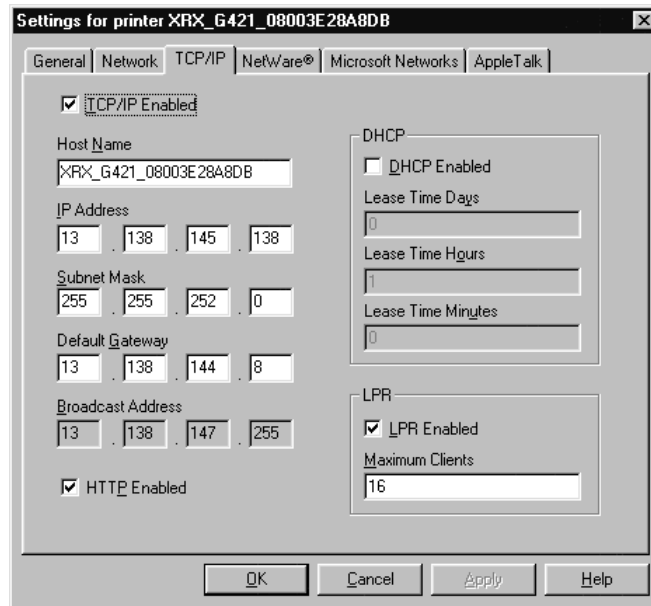 Settings for printer XRX_G421_08003E28A8DB
General Network TCP/IP NetWare® Microsoft Networks AppleTalk
TCP/IP Enabled
Host Name
XRX_G421_08003E28A8DB
IP Address
13 . 138 . 145 . 138
Subnet Mask
255 . 255 . 252 . 0
Default Gateway
13 . 138 . 144 . 8
Broadcast Address
13 . 138 . 147 . 255
HTTP Enabled
DHCP
DHCP Enabled
Lease Time Days
0
Lease Time Hours
1
Lease Time Minutes
0
LPR
LPR Enabled
Maximum Clients
16
OK Cancel Apply Help